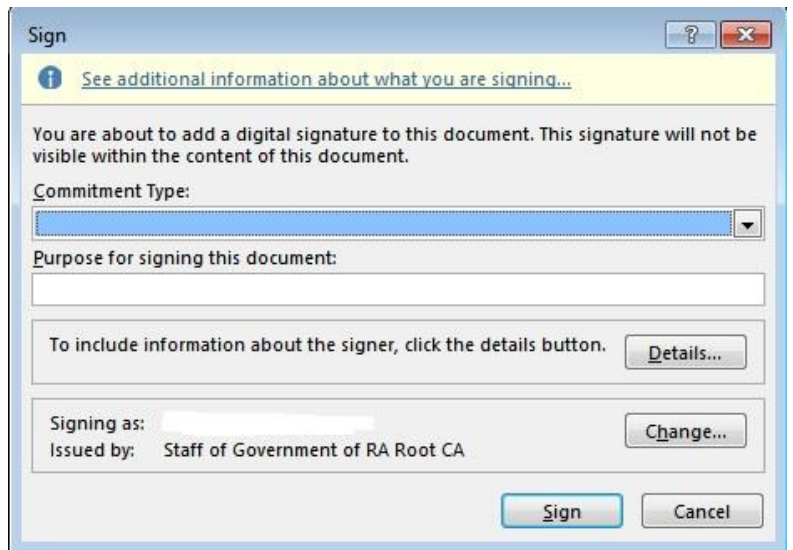 Sign
See additional information about what you are signing...
You are about to add a digital signature to this document. This signature will not be
visible within the content of this document.
Commitment Type:
Purpose for signing this document:
To include information about the signer, click the details button.
Details...
Signing as:
Change...
Issued by: Staff of Government of RA Root CA
Sign
Cancel